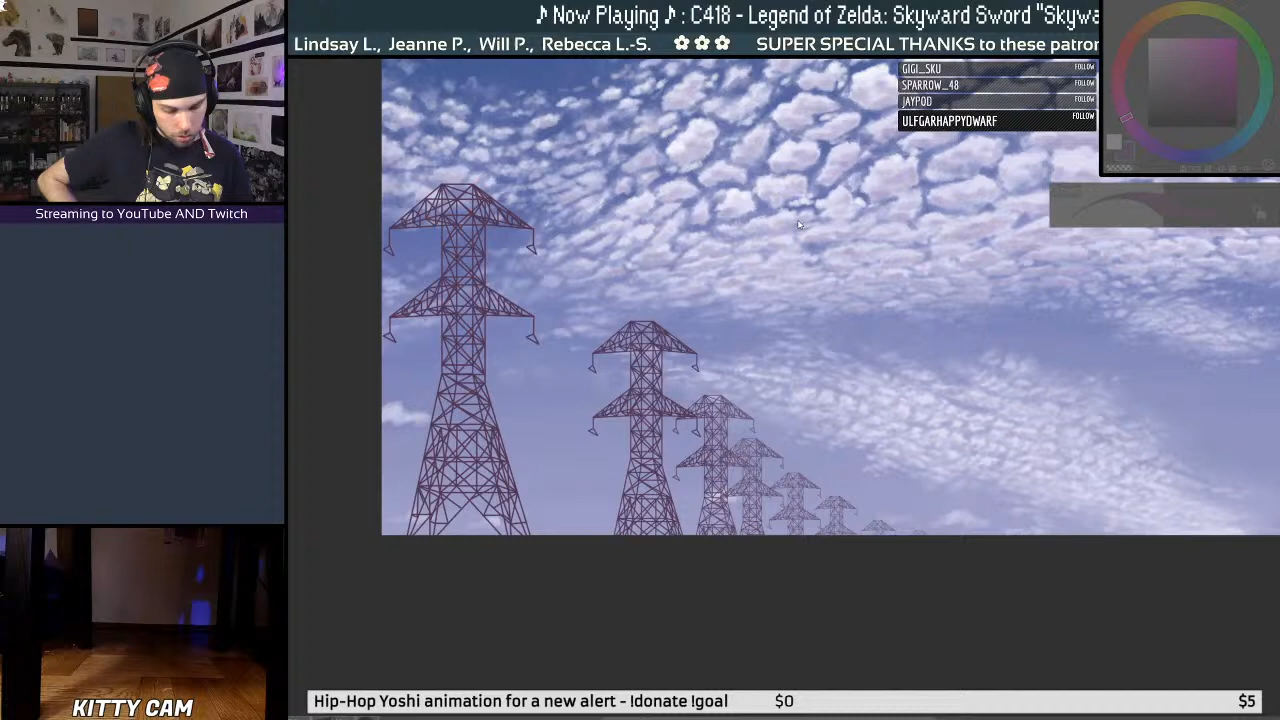 ♪ Now Playing ♪ : C418 - Legend of Zelda: Skyward Sword "Skywa
Lindsay L., Jeanne P., Will P., Rebecca L.-S. ✿ ✿ ✿ SUPER SPECIAL THANKS to these patror
GIGI_SKU FOLLOW
SPARROW_48 FOLLOW
JAYPOD FOLLOW
ULFGARHAPPYDWARF FOLLOW
Streaming to YouTube AND Twitch
KITTY CAM
Hip-Hop Yoshi animation for a new alert - !donate !goal $0 $5